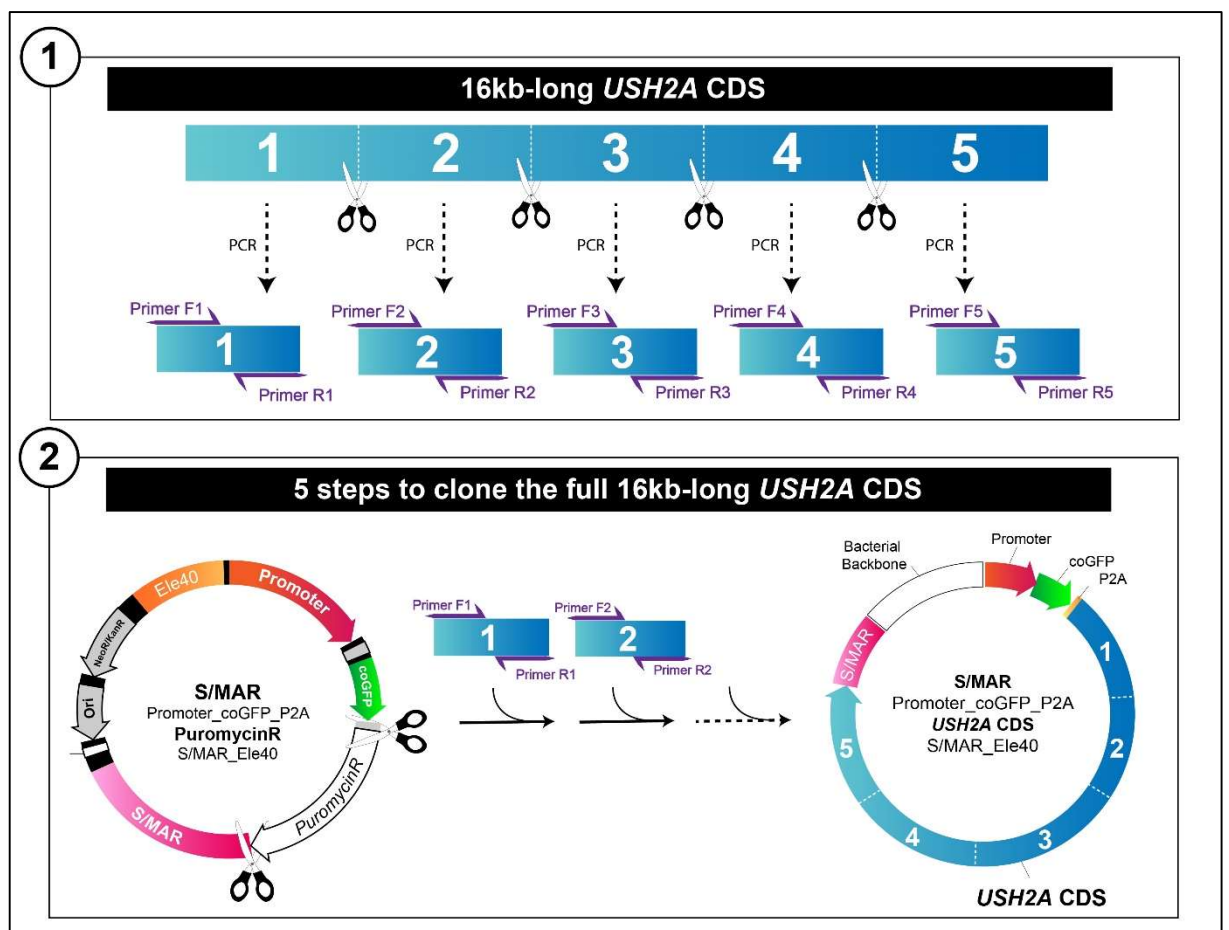 1
16kb-long USH2A CDS
1 2 3 4 5
PCR PCR PCR PCR PCR
Primer F1 Primer F2 Primer F3 Primer F4 Primer F5
1 2 3 4 5
Primer R1 Primer R2 Primer R3 Primer R4 Primer R5
2
5 steps to clone the full 16kb-long USH2A CDS
Ele40
Promoter
NeoR/KanR
coGFP
Ori
S/MAR
Promoter_coGFP_P2A
PuromycinR
S/MAR_Ele40
PuromycinR
S/MAR
Primer F1 Primer F2
1 2
Primer R1 Primer R2
Bacterial
Backbone
Promoter
coGFP
P2A
S/MAR
1
S/MAR
Promoter_coGFP_P2A
USH2A CDS
S/MAR_Ele40
2
5
4
3
USH2A CDS